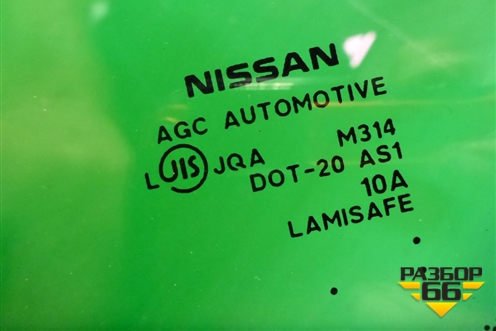 NISSAN
AGC AUTOMOTIVE
L JIS JQA M314
DOT-20 AS1
10A
LAMISAFE
РАЗБОР
66